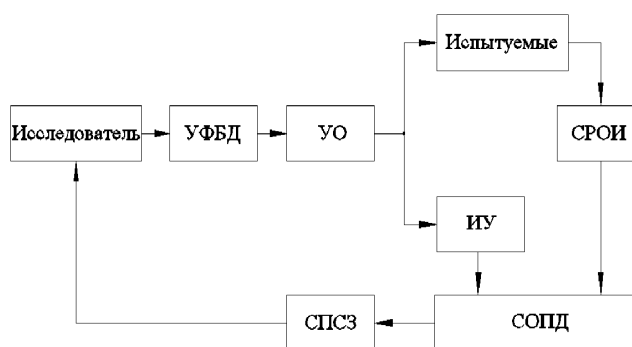 Испытуемые
Исследователь
УФБД
УО
СРОИ
ИУ
СПСЗ
СОПД